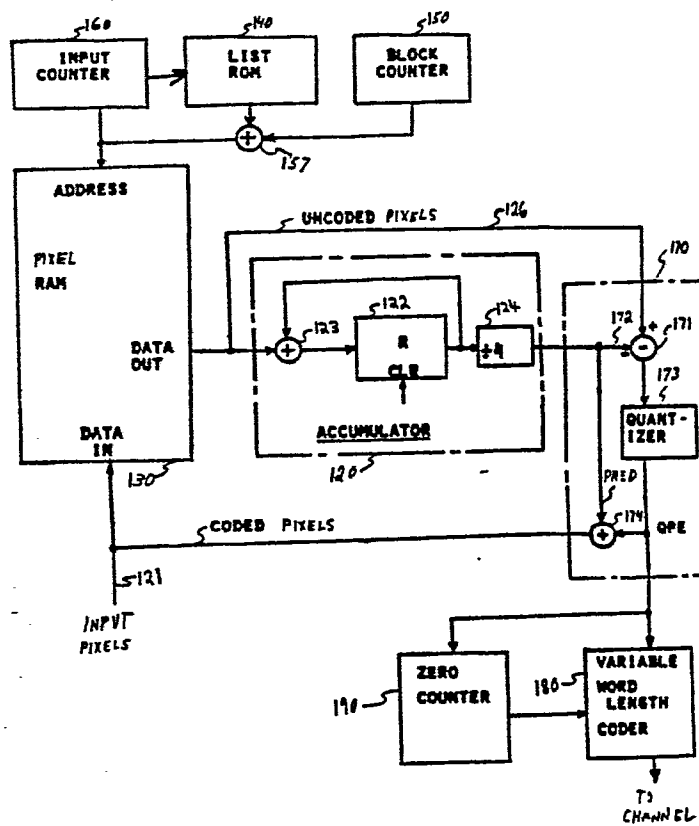 160
140
150
INPUT
COUNTER
LIST
ROM
BLOCK
COUNTER
+
157
ADDRESS
PIXEL
RAM
DATA
OUT
DATA
IN
130
UNCODED PIXELS
126
170
+
123
122
R
CLR
124
÷4
ACCUMULATOR
120
172
+
-
171
173
QUANT-
IZER
PRED
+
174
QPE
CODED PIXELS
121
INPUT
PIXELS
190
ZERO
COUNTER
180
VARIABLE
WORD
LENGTH
CODER
TO
CHANNEL